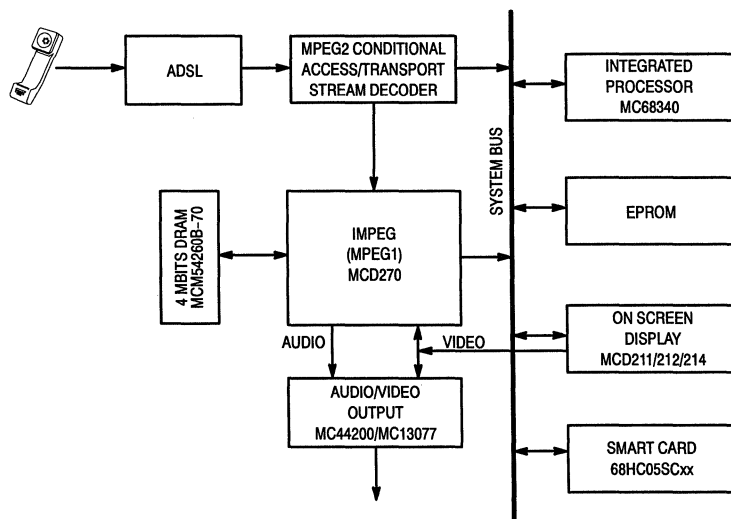 ADSL
MPEG2 CONDITIONAL
ACCESS/TRANSPORT
STREAM DECODER
SYSTEM BUS
INTEGRATED
PROCESSOR
MC68340
EPROM
4 MBITS DRAM
MCM54260B-70
IMPEG
(MPEG1)
MCD270
AUDIO
VIDEO
ON SCREEN
DISPLAY
MCD211/212/214
AUDIO/VIDEO
OUTPUT
MC44200/MC13077
SMART CARD
68HC05SCxx